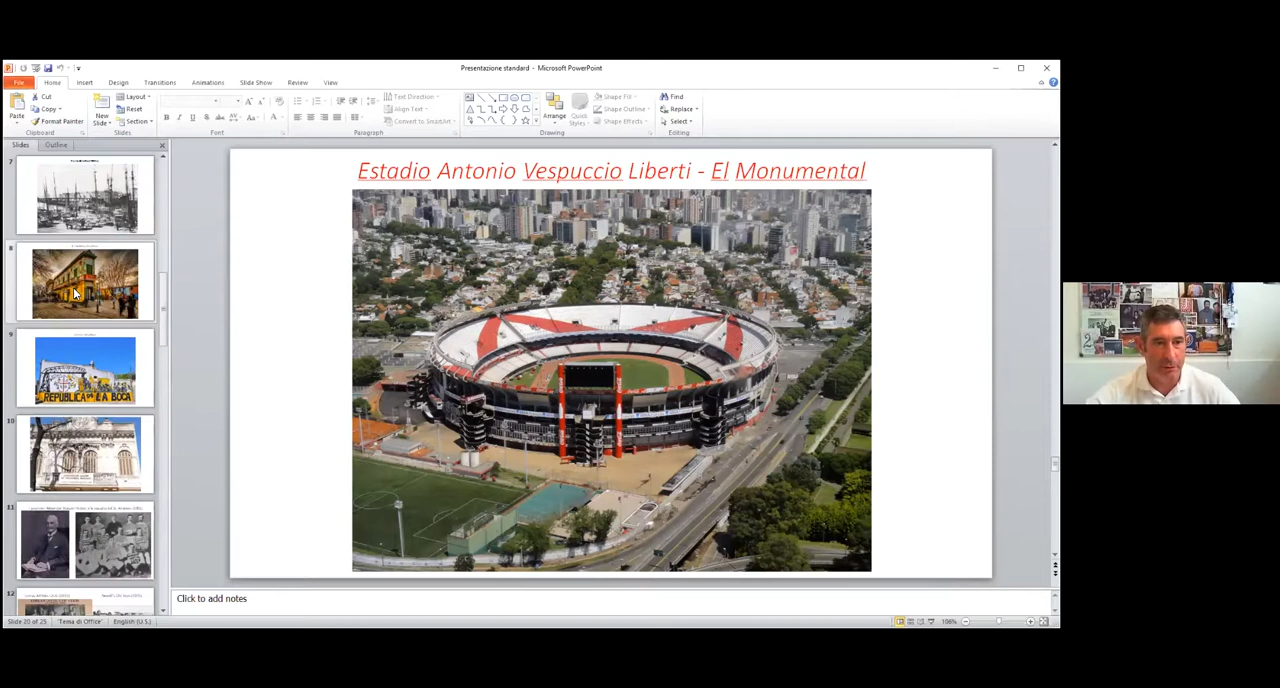 Presentazione standard - Microsoft PowerPoint
File Home Insert Design Transitions Animations Slide Show Review View
Cut
Copy
Format Painter
Paste
Clipboard
New
Slide
Layout
Reset
Section
Slides
Font
Text Direction
Align Text
Convert to SmartArt
Paragraph
Arrange
Quick
Styles
Shape Fill
Shape Outline
Shape Effects
Drawing
Find
Replace
Select
Editing
Slides Outline
7
8
9
REPUBLICA DE LA BOCA
10
11
12
Estadio Antonio Vespuccio Liberti - El Monumental
Click to add notes
Slide 20 of 25 "Tema di Office" English (U.S.)
106%